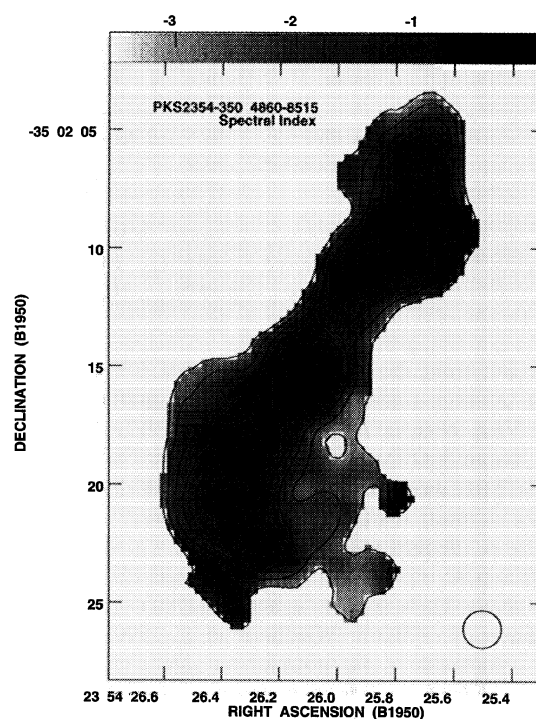 -3 -2 -1
PKS2354-350 4860-8515
Spectral Index
-35 02 05
10
15
20
25
DECLINATION (B1950)
23 54 26.6 26.4 26.2 26.0 25.8 25.6 25.4
RIGHT ASCENSION (B1950)